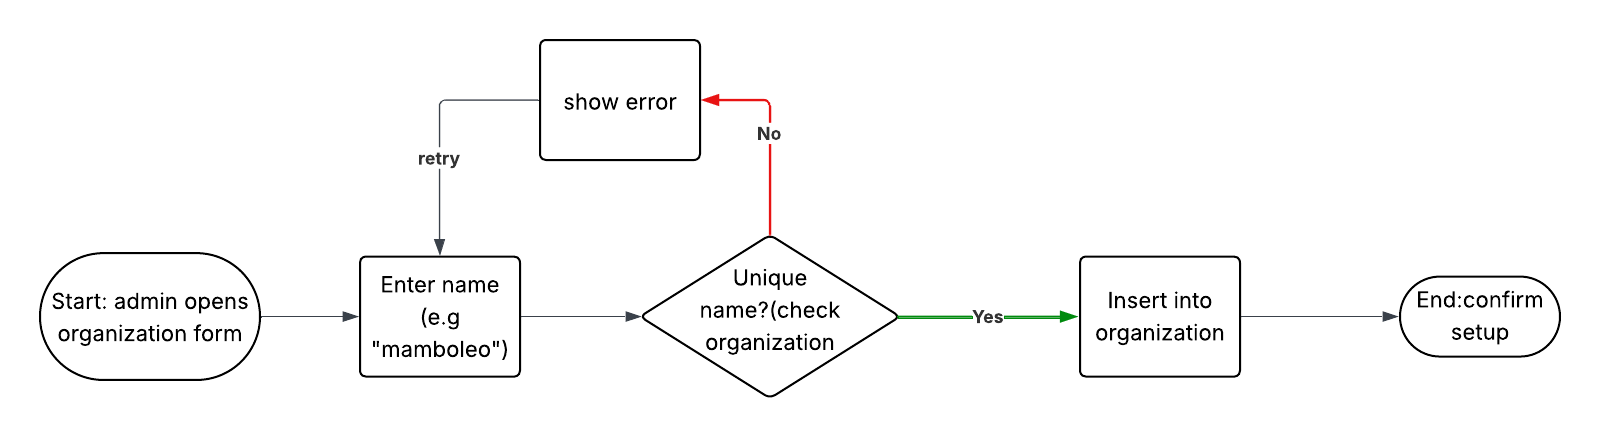 show error
No
retry
Start: admin opens
organization form
Enter name
(e.g
"mamboleo")
Unique
name?(check
organization
Yes
Insert into
organization
End:confirm
setup